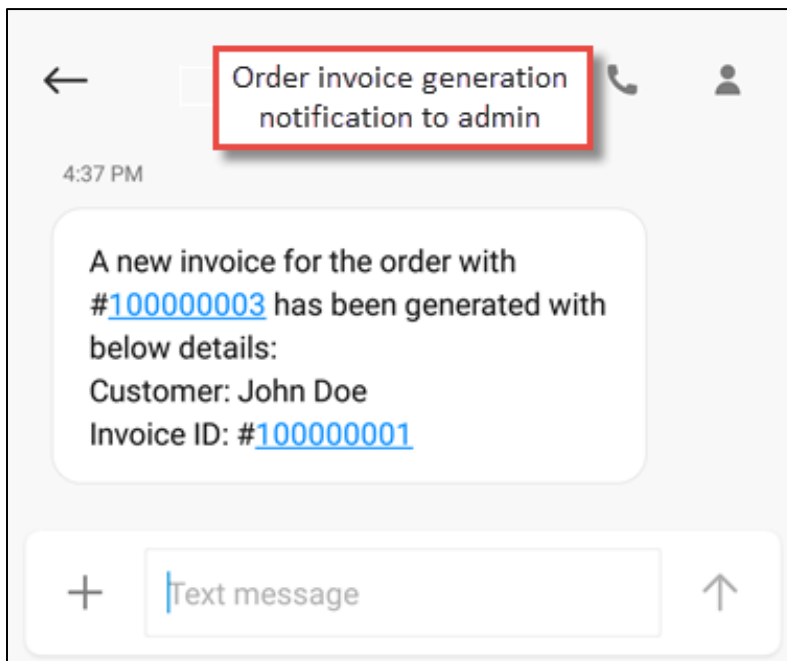 Order invoice generation
notification to admin
4:37 PM
A new invoice for the order with
#100000003 has been generated with
below details:
Customer: John Doe
Invoice ID: #100000001
Text message